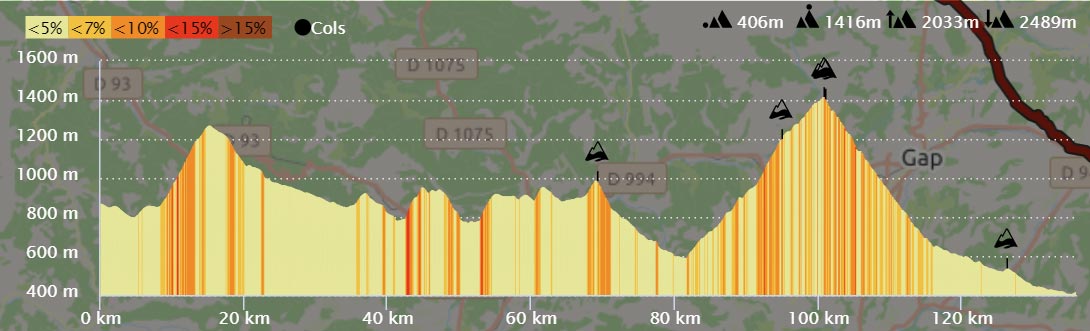 <5% <7% <10% <15% >15% Cols 406m 1416m 2033m 2489m
D 1075
1600 m
D 93
1400 m
D 1075
1200 m
93
Gap
D 9
1000 m
D 994
800 m
600 m
400 m
0 km 20 km 40 km 60 km 80 km 100 km 120 km